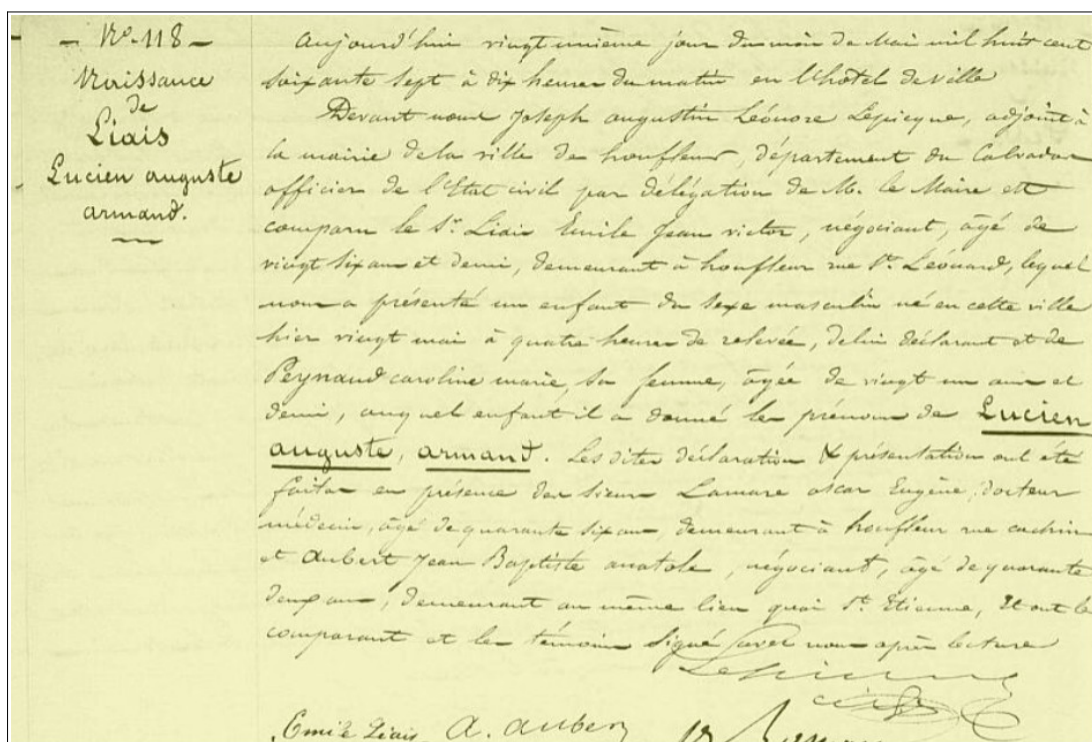 - No. 118 -
Naissance
de
Liais
Lucien auguste
armand.
Aujourd'hui vingt unième jour du mois de Mai mil huit cent
soixante sept à dix heures du matin en l'hôtel de ville
Devant nous Joseph augustin Léonore Lepicque, adjoint à
la mairie de la ville de honfleur, département du Calvados
officier de l'Etat civil par délégation de M. le Maire est
comparu le Sr. Liais Emile Jean victor, négociant, âgé de
vingt six ans et demi, demeurant à honfleur rue St. Léonard, lequel
nous a présenté un enfant du sexe masculin né en cette ville
hier vingt mai à quatre heures de relevée, de lui déclarant et de
Peynaud caroline marie, sa femme, âgée de vingt un ans et
demi, auquel enfant il a donné les prénoms de Lucien
auguste, armand. Les dites déclaration & présentation ont été
faites en présence des sieurs Lamare oscar Eugène, docteur
médecin, âgé de quarante six ans, demeurant à honfleur rue cachin
et Aubert Jean Baptiste anatole, négociant, âgé de quarante
deux ans, demeurant au même lieu quai St. Etienne, Et ont le
comparant et les témoins signé avec nous après lecture
Emile Liais A. Aubert